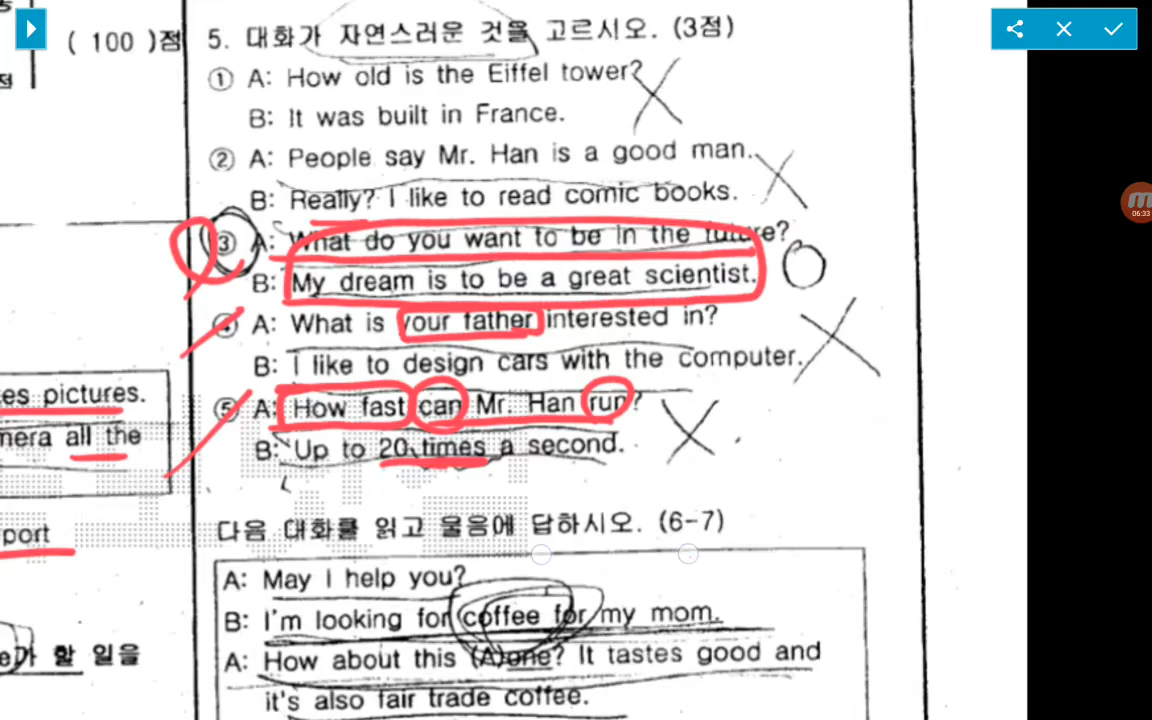 ( 100 )점
5. 대화가 자연스러운 것을 고르시오. (3점)
① A: How old is the Eiffel tower?
B: It was built in France.
② A: People say Mr. Han is a good man.
B: Really? I like to read comic books.
③ A: What do you want to be in the future?
B: My dream is to be a great scientist.
④ A: What is your father interested in?
B: I like to design cars with the computer.
⑤ A: How fast can Mr. Han run?
B: Up to 20 times a second.
es pictures.
mera all the
port
가 할 일을
다음 대화를 읽고 물음에 답하시오. (6-7)
A: May I help you?
B: I'm looking for coffee for my mom.
A: How about this (A)one? It tastes good and
it's also fair trade coffee.
06:33